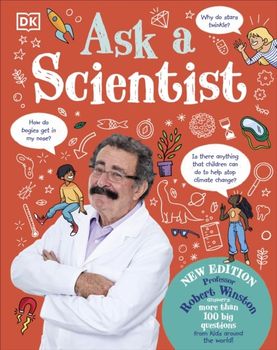 DK
Ask a
Scientist
Why do stars
twinkle?
How do
bogies get in
my nose?
Is there anything
that children can
do to help stop
climate change?
NEW EDITION
Professor
Robert Winston
answers
more than
100 big
questions
from kids around
the world!